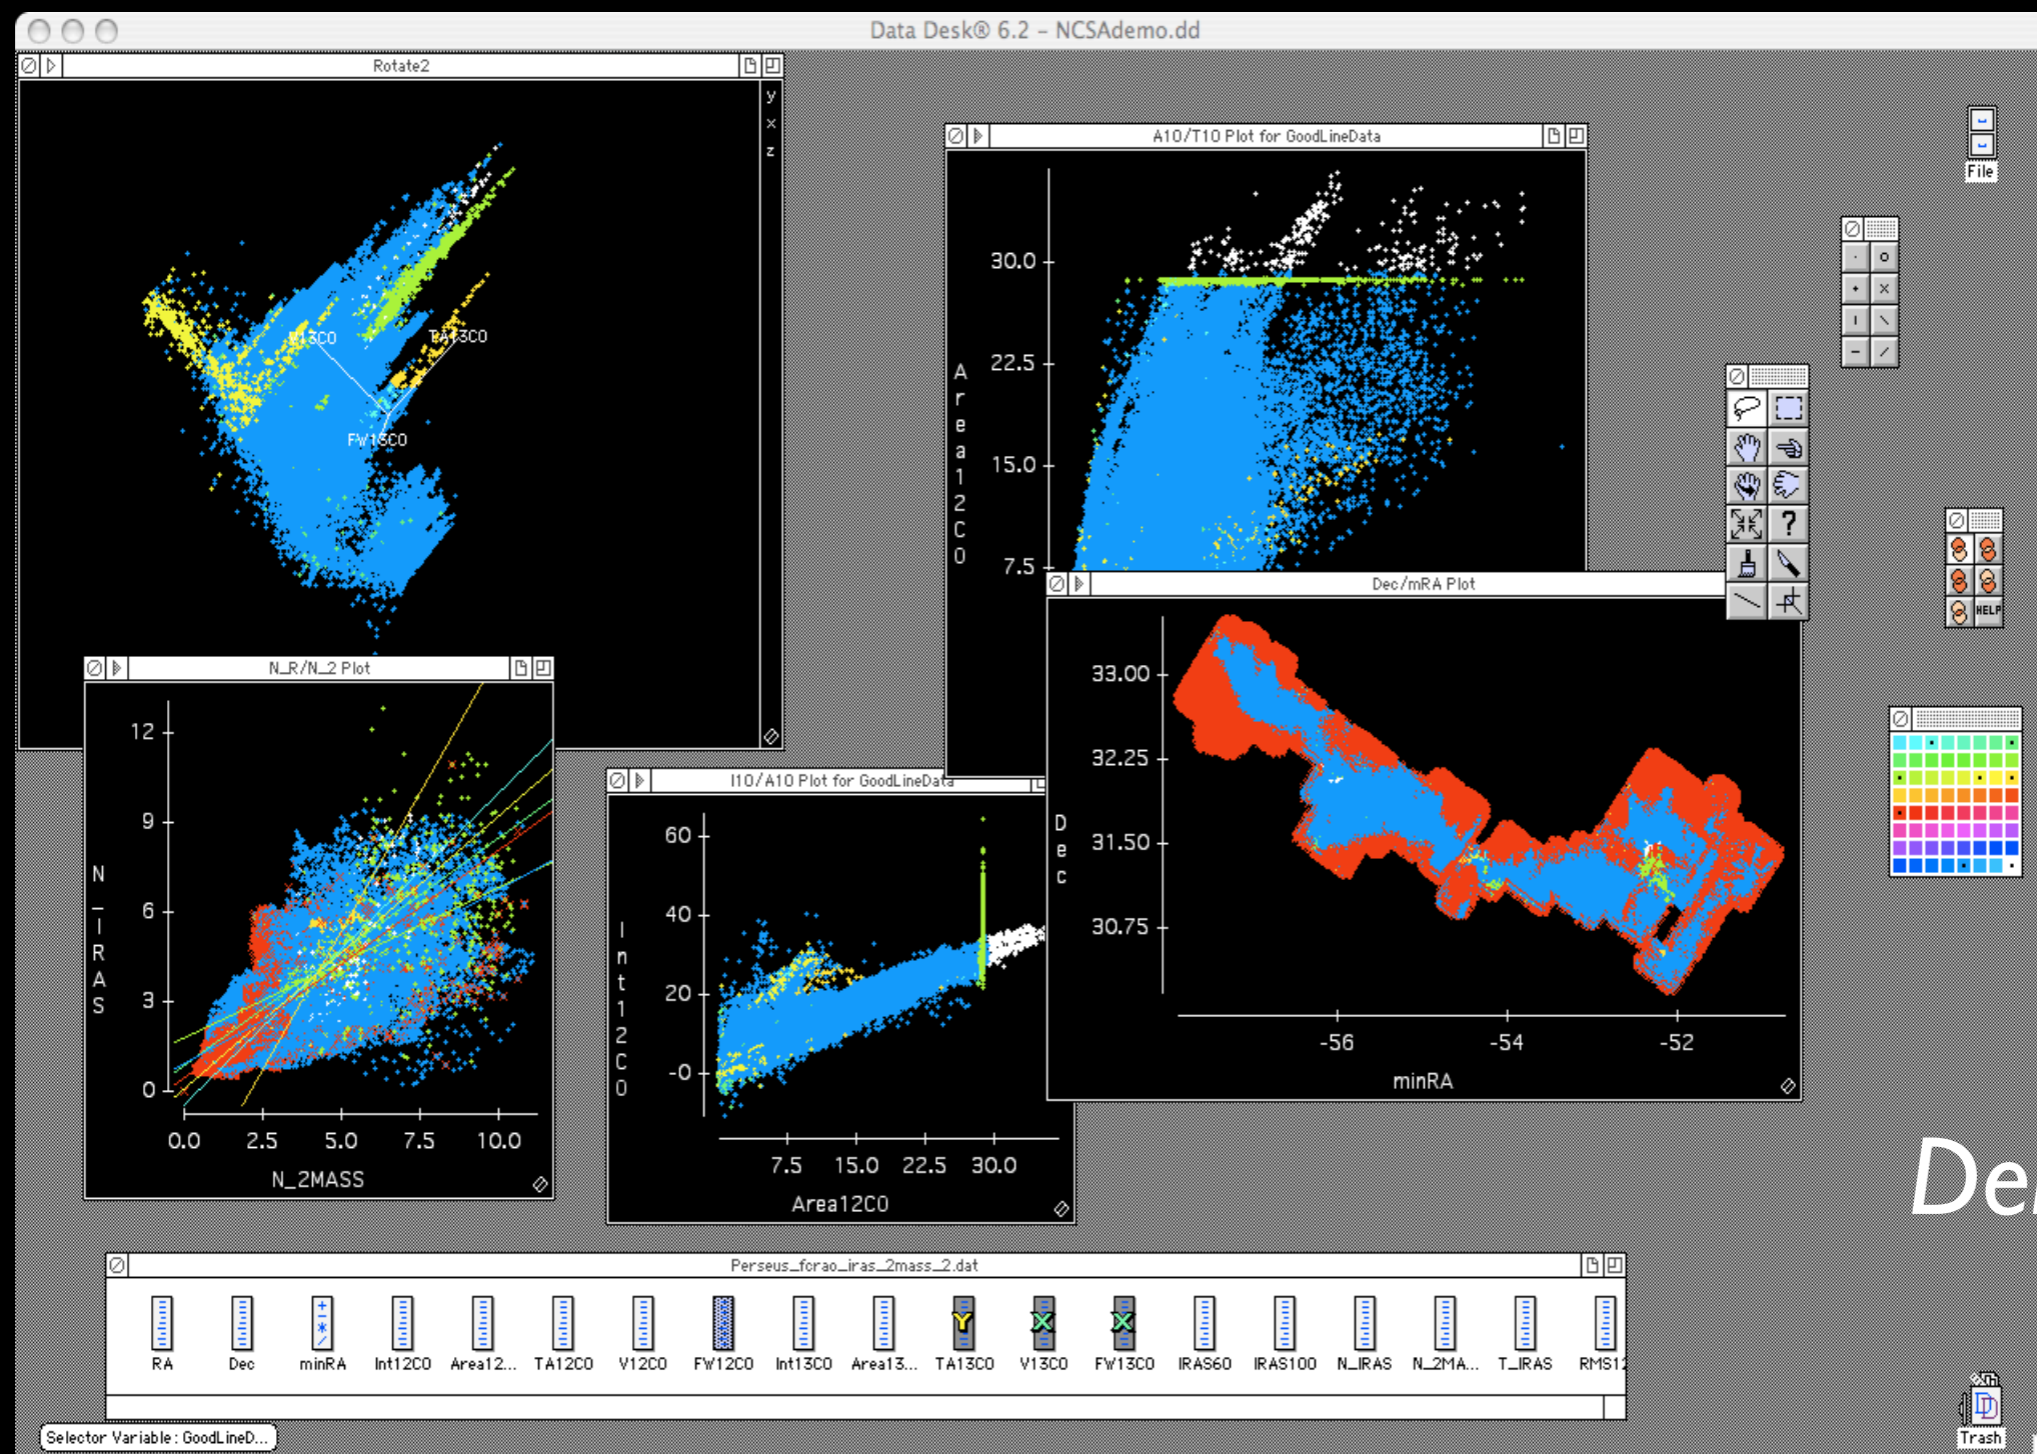 Data Desk® 6.2 – NCSAdemo.dd
Rotate2
y
x
z
TA13CO
FW13CO
A10/T10 Plot for GoodLineData
30.0
22.5
15.0
7.5
Area12CO
File
HELP
Dec/mRA Plot
33.00
32.25
31.50
30.75
Dec
-56 -54 -52
minRA
N_R/N_2 Plot
12
9
6
3
0
N_IRAS
0.0 2.5 5.0 7.5 10.0
N_2MASS
I10/A10 Plot for GoodLineData
60
40
20
-0
Int12CO
7.5 15.0 22.5 30.0
Area12CO
Perseus_fcrao_iras_2mass_2.dat
RA Dec minRA Int12CO Area12... TA12CO V12CO FW12CO Int13CO Area13... TA13CO V13CO FW13CO IRAS60 IRAS100 N_IRAS N_2MA... T_IRAS RMS12
Selector Variable: GoodLineD...
Trash